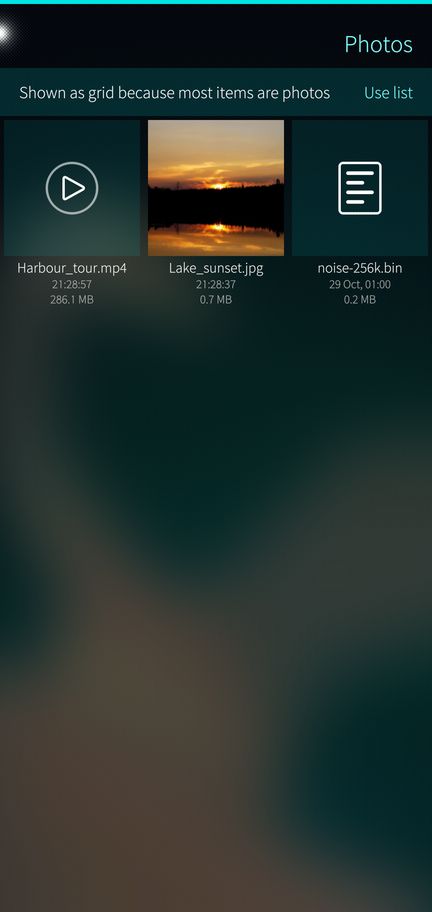 Photos
Shown as grid because most items are photos
Use list
Harbour_tour.mp4
21:28:57
286.1 MB
Lake_sunset.jpg
21:28:37
0.7 MB
noise-256k.bin
29 Oct, 01:00
0.2 MB